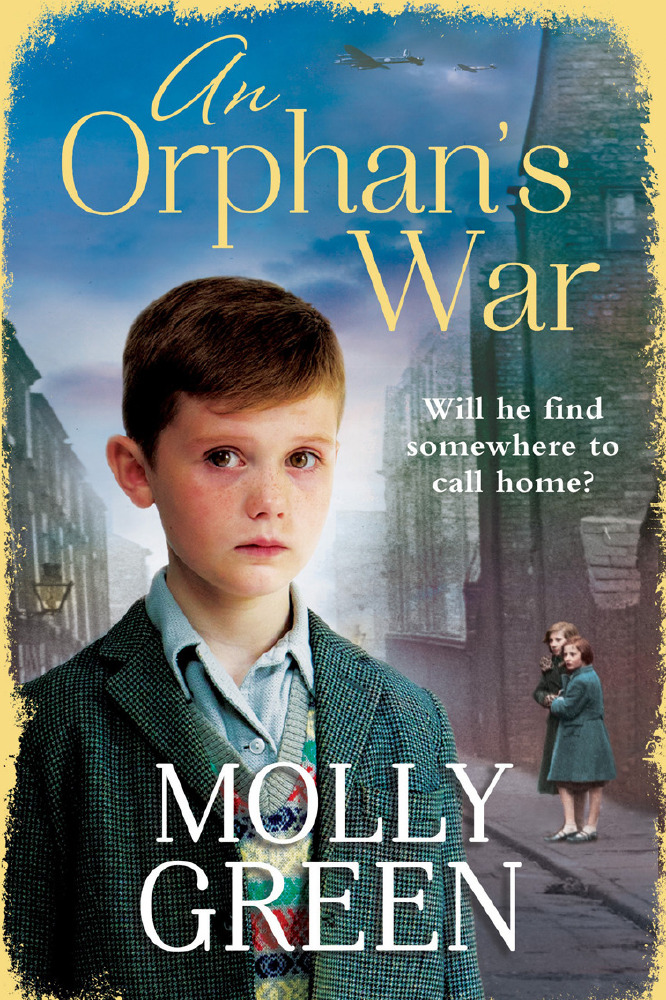 An
Orphan's
War
Will he find
somewhere to
call home?
MOLLY
GREEN